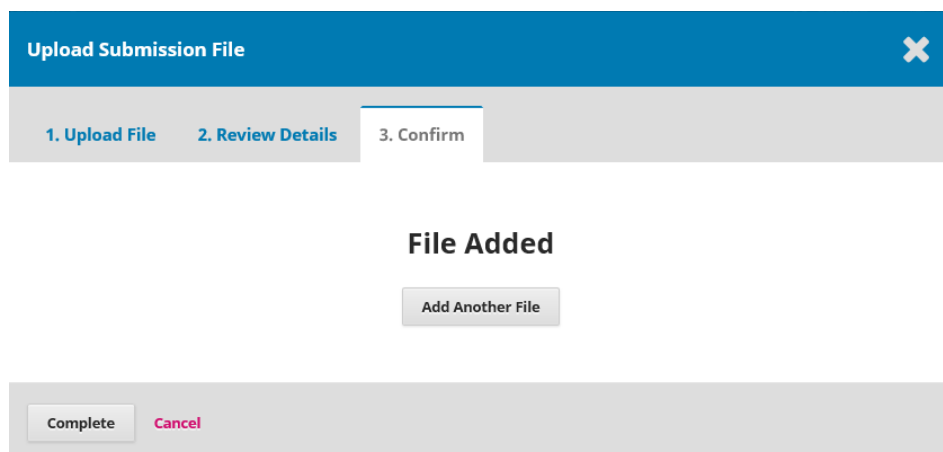 Upload Submission File
1. Upload File 2. Review Details 3. Confirm
File Added
Add Another File
Complete Cancel